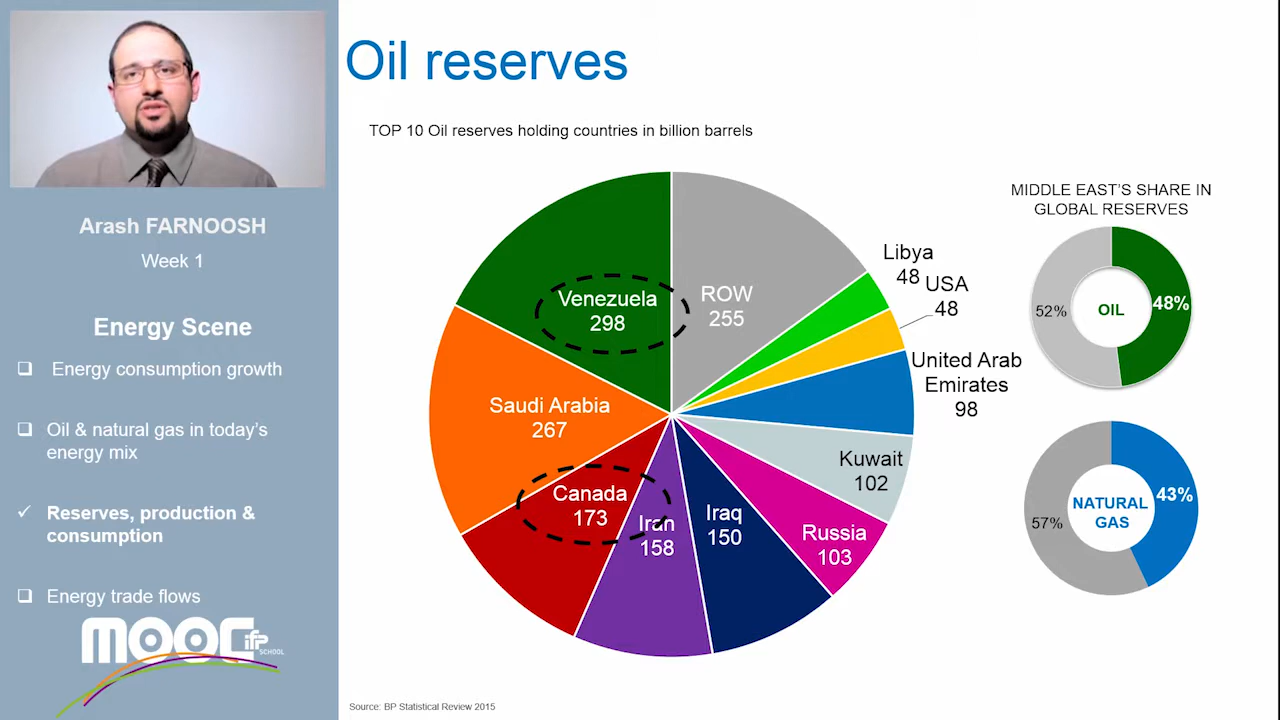 Oil reserves
TOP 10 Oil reserves holding countries in billion barrels
Arash FARNOOSH
Week 1
Energy Scene
Energy consumption growth
Oil & natural gas in today's
energy mix
Reserves, production &
consumption
Energy trade flows
MOOC
ifp
SCHOOL
Venezuela
298
ROW
255
Libya
48
USA
48
United Arab
Emirates
98
Kuwait
102
Russia
103
Iraq
150
Iran
158
Canada
173
Saudi Arabia
267
MIDDLE EAST'S SHARE IN
GLOBAL RESERVES
52%
OIL
48%
57%
NATURAL
GAS
43%
Source: BP Statistical Review 2015